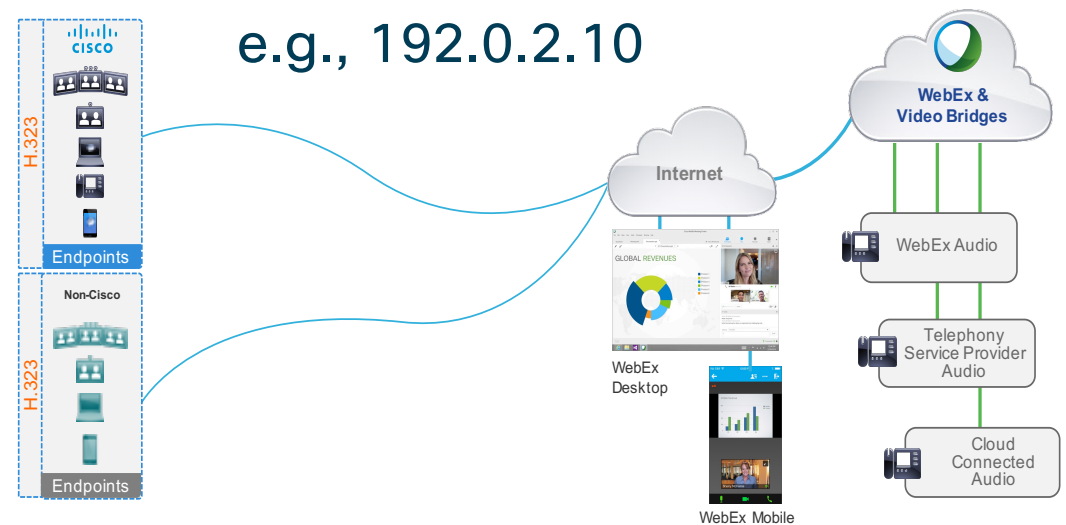 e.g., 192.0.2.10
CISCO
H.323
Endpoints
Non-Cisco
H.323
Endpoints
Internet
WebEx &
Video Bridges
GLOBAL REVENUES
WebEx
Desktop
WebEx Mobile
WebEx Audio
Telephony
Service Provider
Audio
Cloud
Connected
Audio